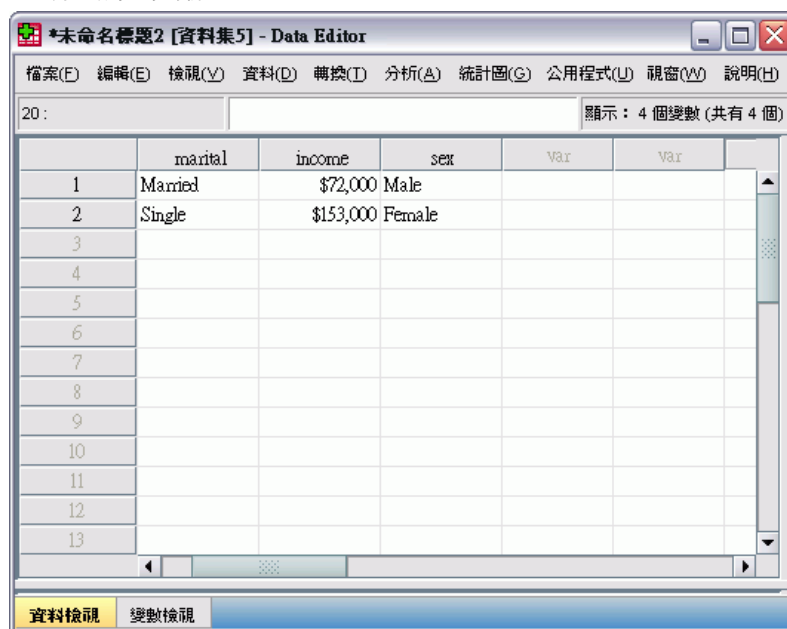 *未命名標題2 [資料集5] - Data Editor
檔案(F) 編輯(E) 檢視(V) 資料(D) 轉換(T) 分析(A) 統計圖(G) 公用程式(U) 視窗(W) 說明(H)
20 : 顯示： 4 個變數 (共有 4 個)
marital income sex var var
1 Married $72,000 Male
2 Single $153,000 Female
3
4
5
6
7
8
9
10
11
12
13
資料檢視 變數檢視